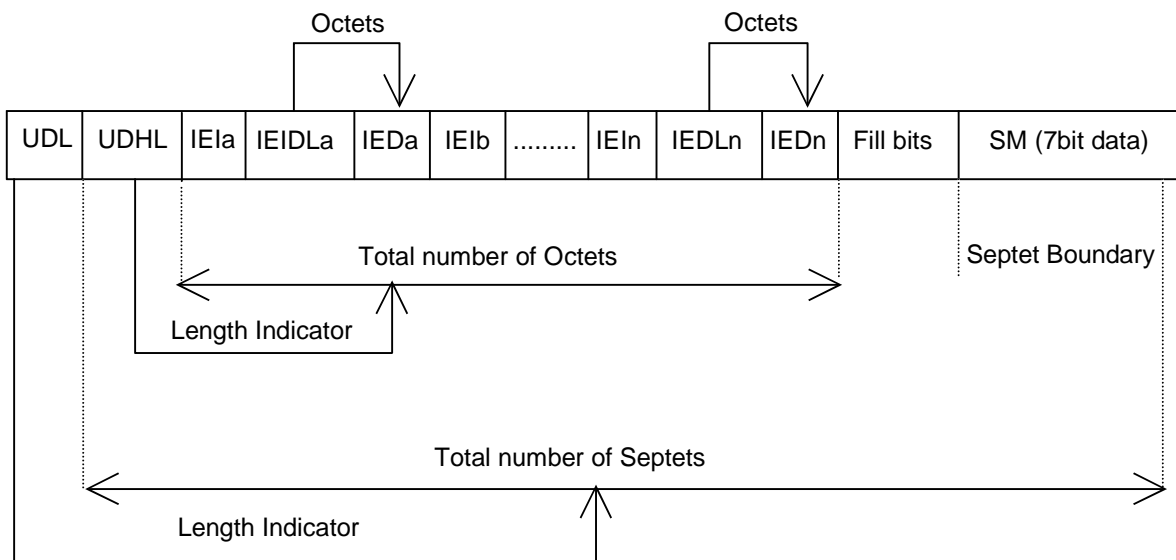 Octets Octets
UDL UDHL IEIa IEIDLa IEDa IEIb ......... IEIn IEDLn IEDn Fill bits SM (7bit data)
Total number of Octets Septet Boundary
Length Indicator
Total number of Septets
Length Indicator